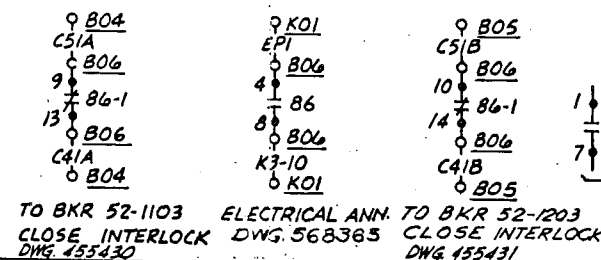 B04
C51A
B06
9
86-1
13
B06
C41A
B04
TO BKR 52-1103
CLOSE INTERLOCK
DWG. 455430
K01
EP1
B06
4
86
8
B06
K3-10
K01
ELECTRICAL ANN.
DWG. 568365
B05
C51B
B06
10
86-1
14
B06
C41B
B05
TO BKR 52-1203
CLOSE INTERLOCK
DWG. 455431
1
7